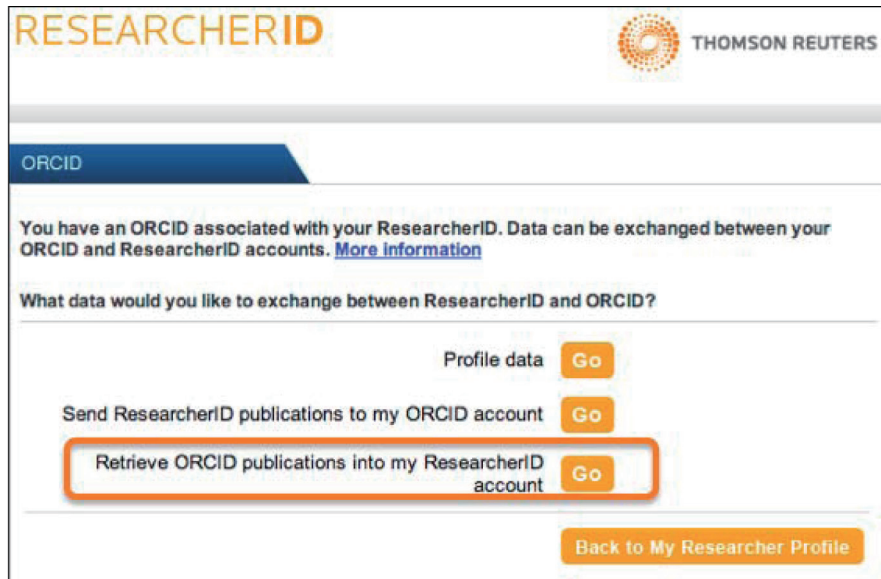 RESEARCHERID
THOMSON REUTERS
ORCID
You have an ORCID associated with your ResearcherID. Data can be exchanged between your
ORCID and ResearcherID accounts. More information
What data would you like to exchange between ResearcherID and ORCID?
Profile data Go
Send ResearcherID publications to my ORCID account Go
Retrieve ORCID publications into my ResearcherID
account Go
Back to My Researcher Profile